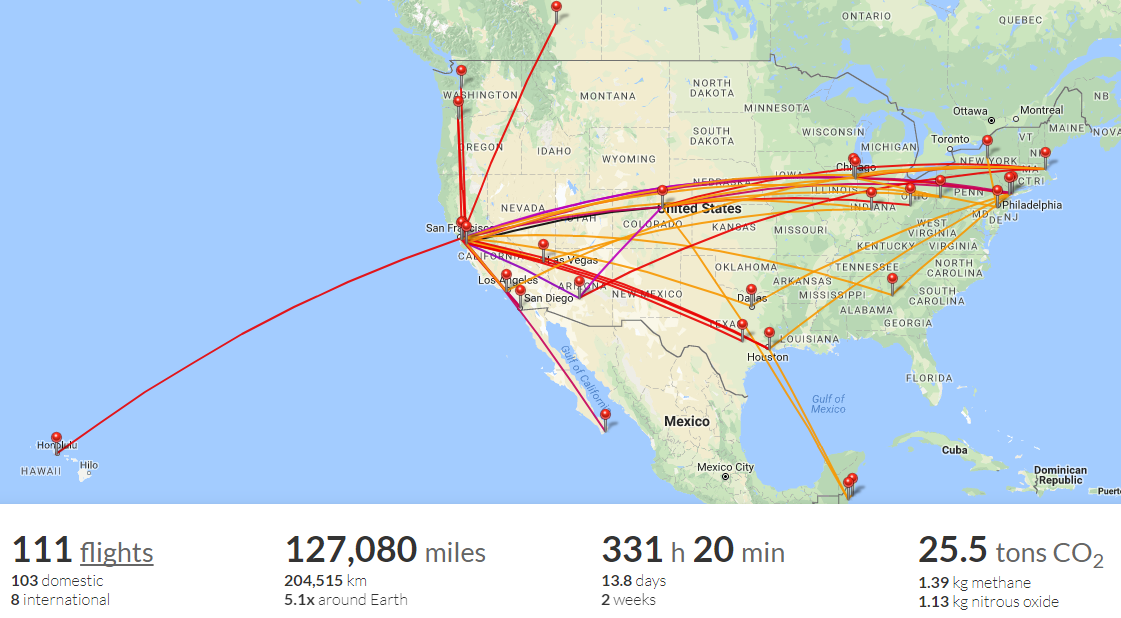 ONTARIO
QUEBEC
WASHINGTON
MONTANA
NORTH
DAKOTA
MINNESOTA
Ottawa
Montreal
NB
MAINE
NOVA
VT
Toronto
OREGON
IDAHO
SOUTH
DAKOTA
WISCONSIN
MICHIGAN
WYOMING
Chicago
NEW YORK
CT RI
NEBRASKA
IOWA
ILLINOIS
INDIANA
OHIO
PENN
Philadelphia
NEVADA
UTAH
United States
San Francisco
COLORADO
KANSAS
MISSOURI
WEST
VIRGINIA
MD
DE
NJ
CALIFORNIA
Las Vegas
KENTUCKY
VIRGINIA
Los Angeles
ARIZONA
NEW MEXICO
OKLAHOMA
ARKANSAS
TENNESSEE
NORTH
CAROLINA
San Diego
Dallas
MISSISSIPPI
SOUTH
CAROLINA
ALABAMA
GEORGIA
TEXAS
LOUISIANA
Houston
Gulf of California
FLORIDA
Gulf of
Mexico
Mexico
Honolulu
HAWAII
Hilo
Mexico City
Cuba
Dominican
Republic
Puert
111 flights
103 domestic
8 international
127,080 miles
204,515 km
5.1x around Earth
331 h 20 min
13.8 days
2 weeks
25.5 tons CO2
1.39 kg methane
1.13 kg nitrous oxide